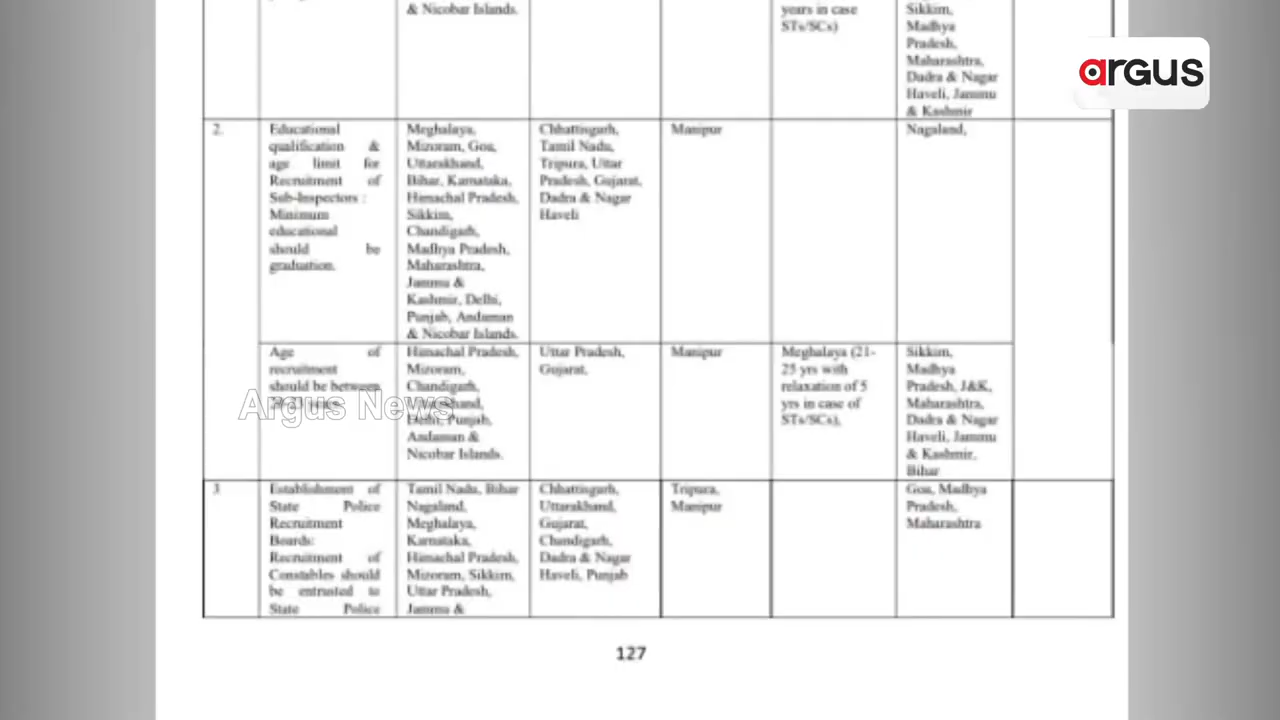 & Nicobar Islands.
years in case
STs/SCs)
Sikkim,
Madhya
Pradesh,
Maharashtra,
Dadra & Nagar
Haveli, Jammu
& Kashmir
argus
2.
Educational
qualification &
age limit for
Recruitment of
Sub-Inspectors :
Minimum
educational
should be
graduation.
Meghalaya,
Mizoram, Goa,
Uttarakhand,
Bihar, Karnataka,
Himachal Pradesh,
Sikkim,
Chandigarh,
Madhya Pradesh,
Maharashtra,
Jammu &
Kashmir, Delhi,
Punjab, Andaman
& Nicobar Islands.
Chhattisgarh,
Tamil Nadu,
Tripura, Uttar
Pradesh, Gujarat,
Dadra & Nagar
Haveli
Manipur
Nagaland,
Age of
recruitment
should be between
Himachal Pradesh,
Mizoram,
Chandigarh,
Delhi, Punjab,
Andaman &
Nicobar Islands.
Uttar Pradesh,
Gujarat,
Manipur
Meghalaya (21-
25 yrs with
relaxation of 5
yrs in case of
STs/SCs),
Sikkim,
Madhya
Pradesh, J&K,
Maharashtra,
Dadra & Nagar
Haveli, Jammu
& Kashmir,
Bihar
Argus News
3
Establishment of
State Police
Recruitment
Boards:
Recruitment of
Constables should
be entrusted to
State Police
Tamil Nadu, Bihar
Nagaland,
Meghalaya,
Karnataka,
Himachal Pradesh,
Mizoram, Sikkim,
Uttar Pradesh,
Jammu &
Chhattisgarh,
Uttarakhand,
Gujarat,
Chandigarh,
Dadra & Nagar
Haveli, Punjab
Tripura,
Manipur
Goa, Madhya
Pradesh,
Maharashtra
127